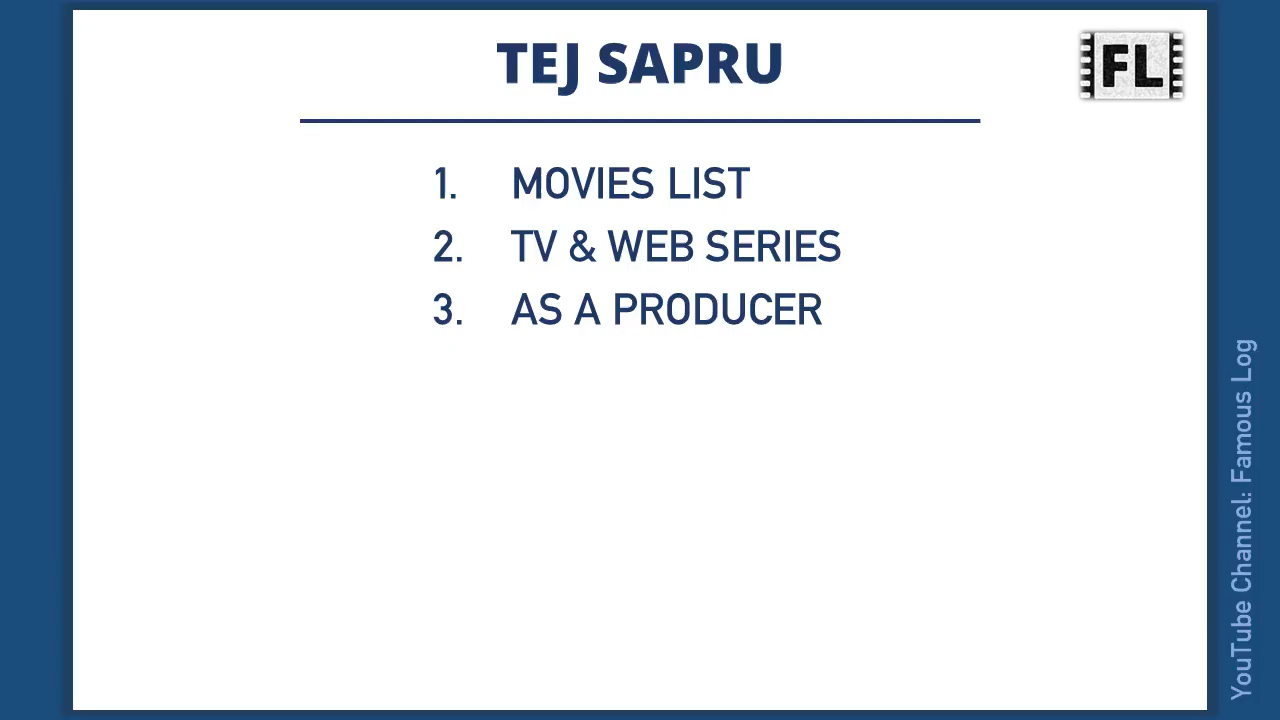 TEJ SAPRU
FL
1. MOVIES LIST
2. TV & WEB SERIES
3. AS A PRODUCER
YouTube Channel: Famous Log